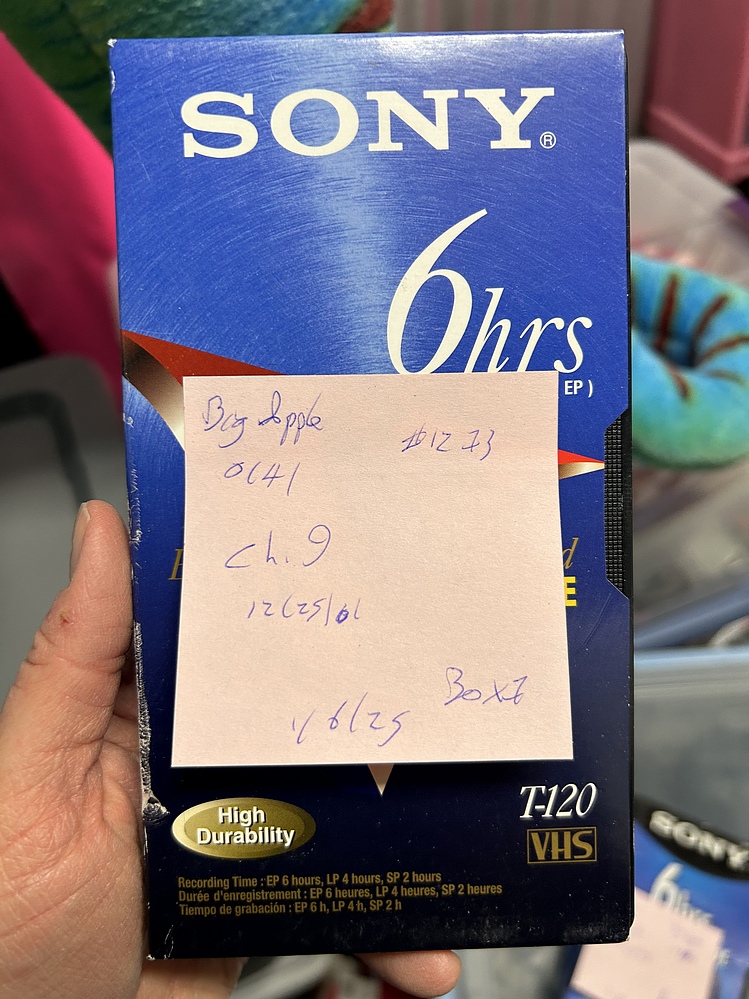 SONY®
6hrs
EP )
Big Apple
#1273
0141
d
E
ch. 9
12/25/01
Box I
1/6/25
High
Durability
T-120
VHS
Recording Time : EP 6 hours, LP 4 hours, SP 2 hours
Durée d'enregistrement : EP 6 heures, LP 4 heures, SP 2 heures
Tiempo de grabación : EP 6 h, LP 4 h, SP 2 h
SONY
6hrs